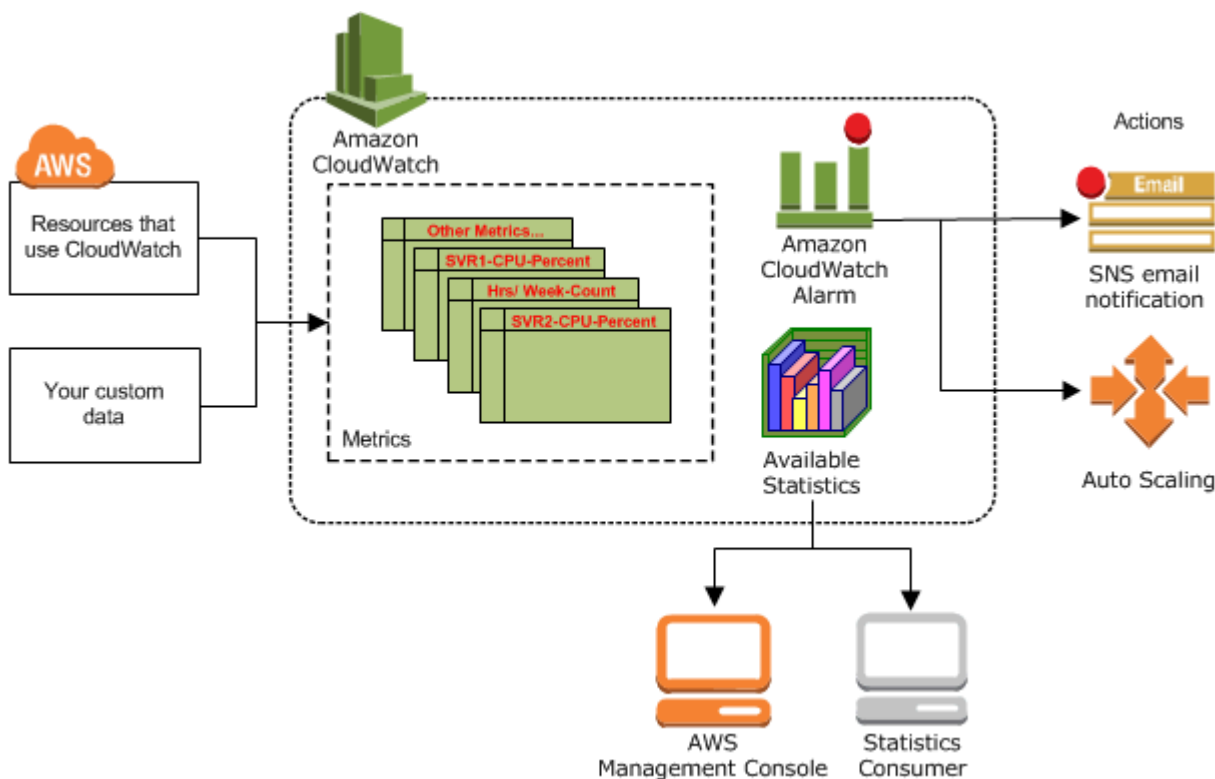 Amazon
CloudWatch
AWS
Resources that
use CloudWatch
Your custom
data
Other Metrics...
SVR1-CPU-Percent
Hrs/ Week-Count
SVR2-CPU-Percent
Metrics
Amazon
CloudWatch
Alarm
Available
Statistics
Actions
Email
SNS email
notification
Auto Scaling
AWS
Management Console
Statistics
Consumer